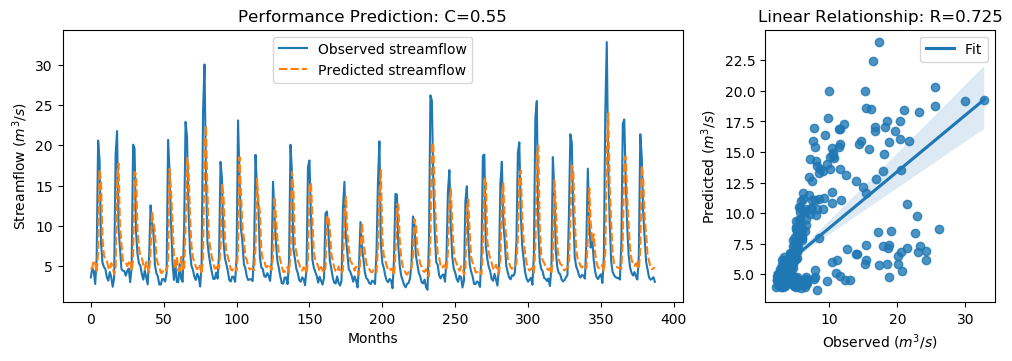 Performance Prediction: C=0.55
Observed streamflow
Predicted streamflow
Streamflow (m³/s)
30
25
20
15
10
5
0
50
100
150
200
250
300
350
400
Months
Linear Relationship: R=0.725
Fit
Predicted (m³/s)
22.5
20.0
17.5
15.0
12.5
10.0
7.5
5.0
10
20
30
Observed (m³/s)